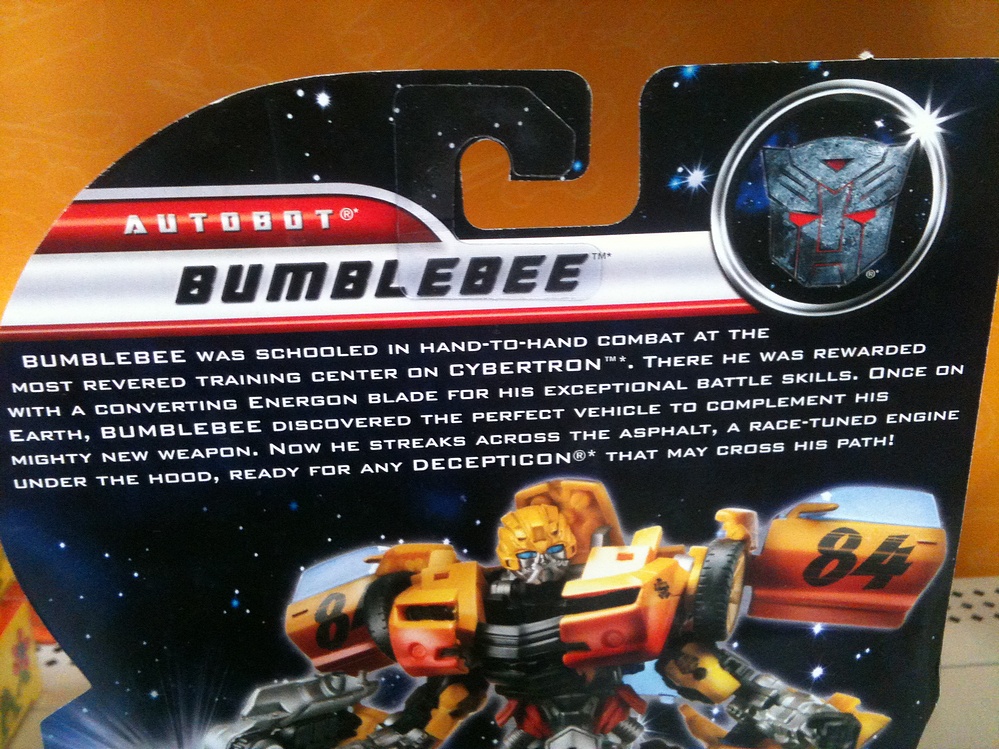 AUTOBOT®*
BUMBLEBEE™*
BUMBLEBEE WAS SCHOOLED IN HAND-TO-HAND COMBAT AT THE
MOST REVERED TRAINING CENTER ON CYBERTRON™*. THERE HE WAS REWARDED
WITH A CONVERTING ENERGON BLADE FOR HIS EXCEPTIONAL BATTLE SKILLS. ONCE ON
EARTH, BUMBLEBEE DISCOVERED THE PERFECT VEHICLE TO COMPLEMENT HIS
MIGHTY NEW WEAPON. NOW HE STREAKS ACROSS THE ASPHALT, A RACE-TUNED ENGINE
UNDER THE HOOD, READY FOR ANY DECEPTICON®* THAT MAY CROSS HIS PATH!
®*
84
84